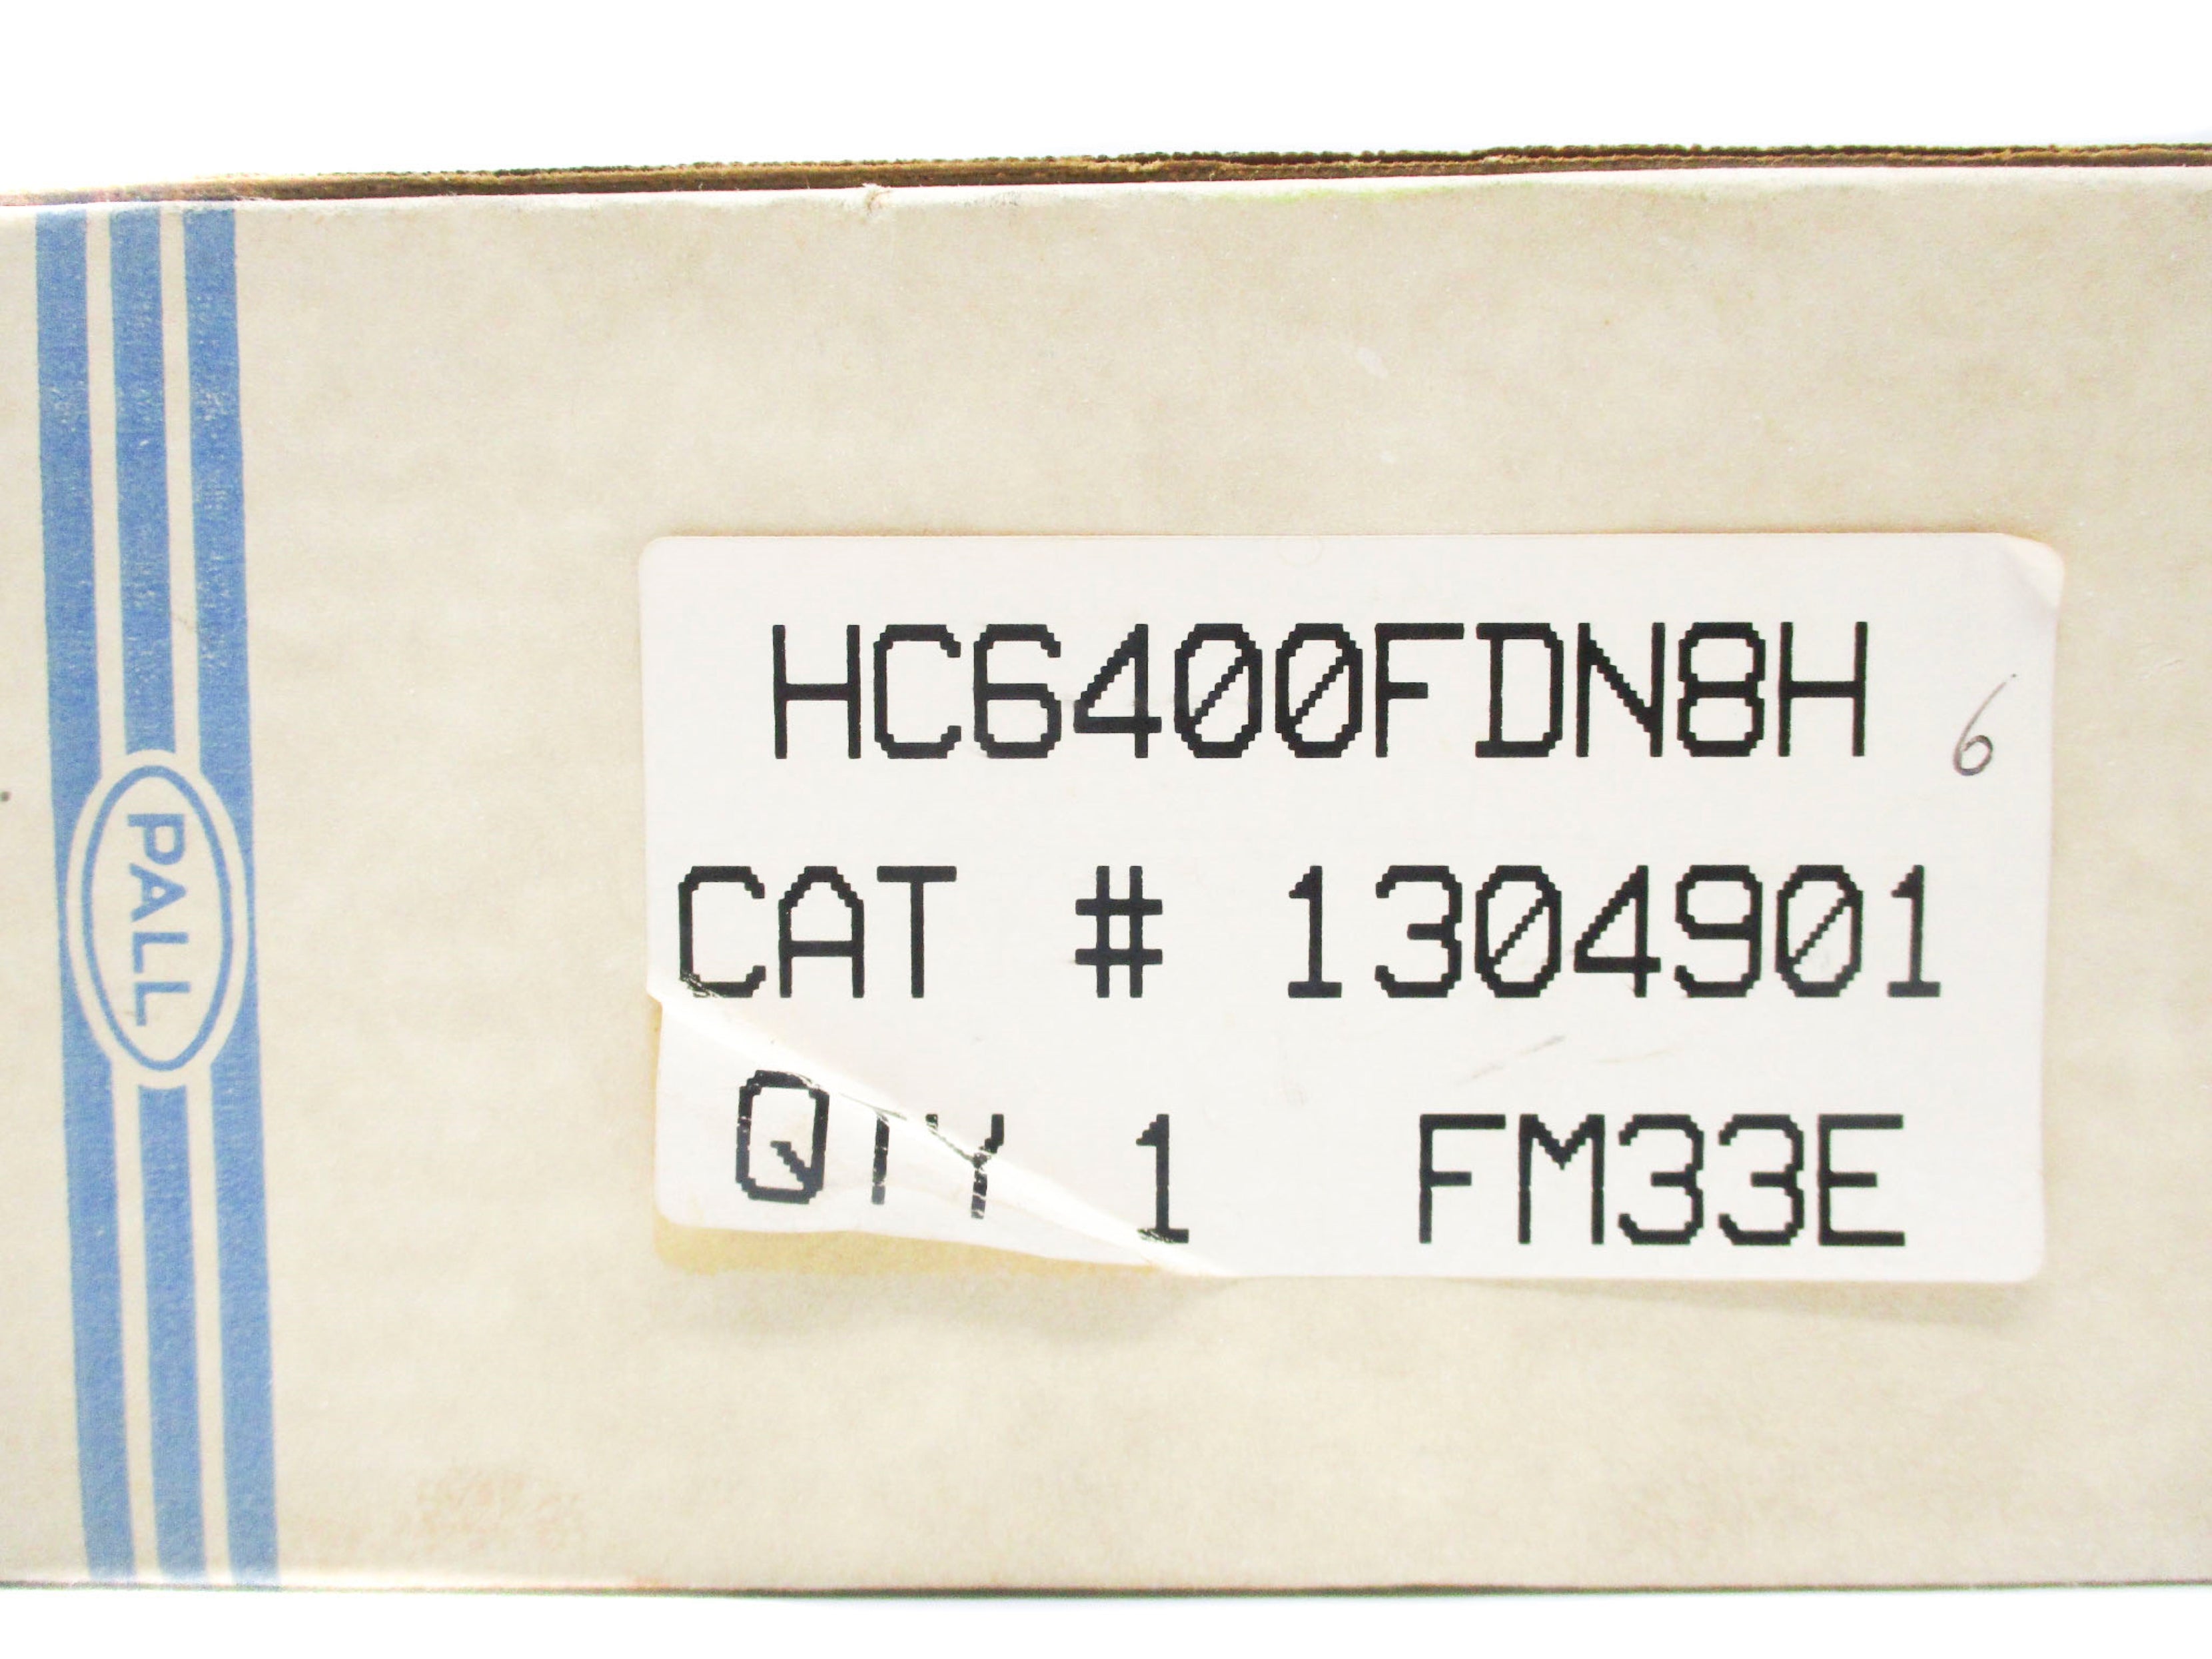 PALL
HC6400FDN8H 6
CAT # 1304901
QTY 1 FM33E